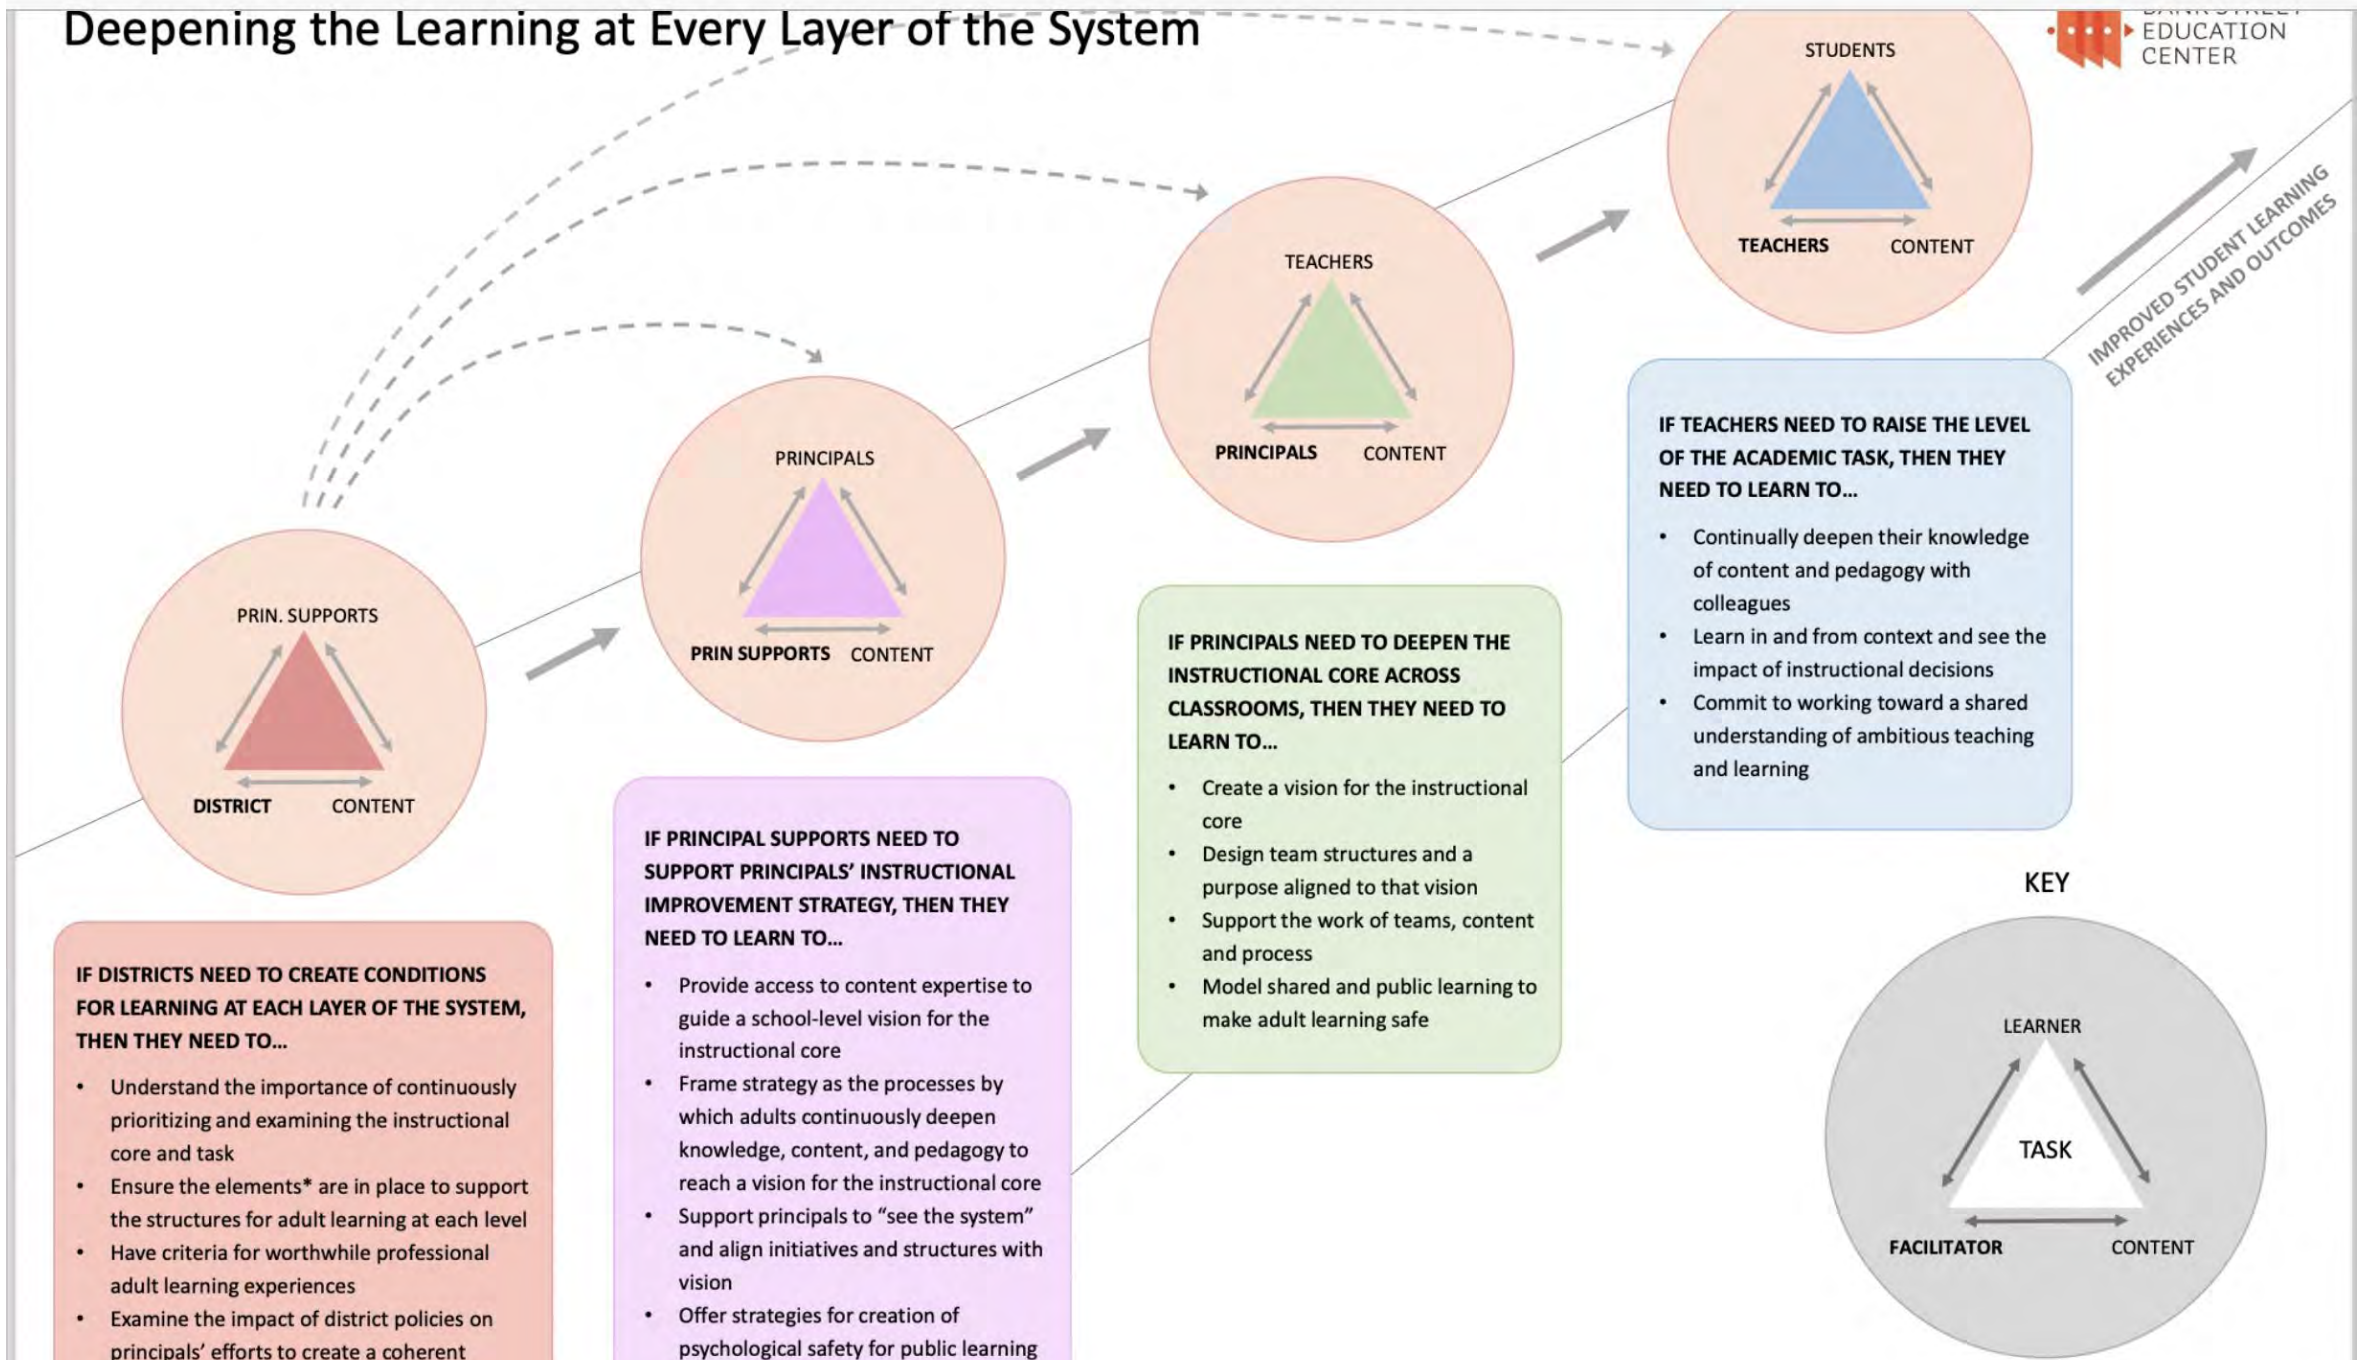 Deepening the Learning at Every Layer of the System
EDUCATION
CENTER
STUDENTS
TEACHERS CONTENT
IMPROVED STUDENT LEARNING
EXPERIENCES AND OUTCOMES
TEACHERS
PRINCIPALS CONTENT
PRINCIPALS
PRIN SUPPORTS CONTENT
PRIN. SUPPORTS
DISTRICT CONTENT
IF DISTRICTS NEED TO CREATE CONDITIONS
FOR LEARNING AT EACH LAYER OF THE SYSTEM,
THEN THEY NEED TO...
• Understand the importance of continuously
prioritizing and examining the instructional
core and task
• Ensure the elements* are in place to support
the structures for adult learning at each level
• Have criteria for worthwhile professional
adult learning experiences
• Examine the impact of district policies on
principals' efforts to create a coherent
IF PRINCIPAL SUPPORTS NEED TO
SUPPORT PRINCIPALS' INSTRUCTIONAL
IMPROVEMENT STRATEGY, THEN THEY
NEED TO LEARN TO...
• Provide access to content expertise to
guide a school-level vision for the
instructional core
• Frame strategy as the processes by
which adults continuously deepen
knowledge, content, and pedagogy to
reach a vision for the instructional core
• Support principals to “see the system”
and align initiatives and structures with
vision
• Offer strategies for creation of
psychological safety for public learning
IF PRINCIPALS NEED TO DEEPEN THE
INSTRUCTIONAL CORE ACROSS
CLASSROOMS, THEN THEY NEED TO
LEARN TO...
• Create a vision for the instructional
core
• Design team structures and a
purpose aligned to that vision
• Support the work of teams, content
and process
• Model shared and public learning to
make adult learning safe
IF TEACHERS NEED TO RAISE THE LEVEL
OF THE ACADEMIC TASK, THEN THEY
NEED TO LEARN TO...
• Continually deepen their knowledge
of content and pedagogy with
colleagues
• Learn in and from context and see the
impact of instructional decisions
• Commit to working toward a shared
understanding of ambitious teaching
and learning
KEY
LEARNER
TASK
FACILITATOR CONTENT